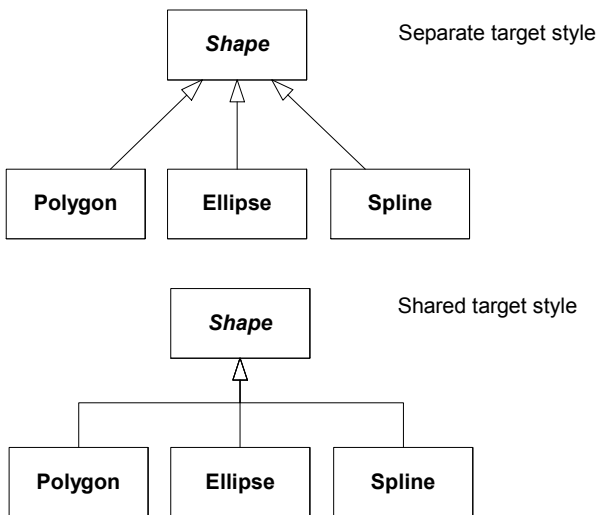 Shape
Separate target style
Polygon
Ellipse
Spline
Shape
Shared target style
Polygon
Ellipse
Spline